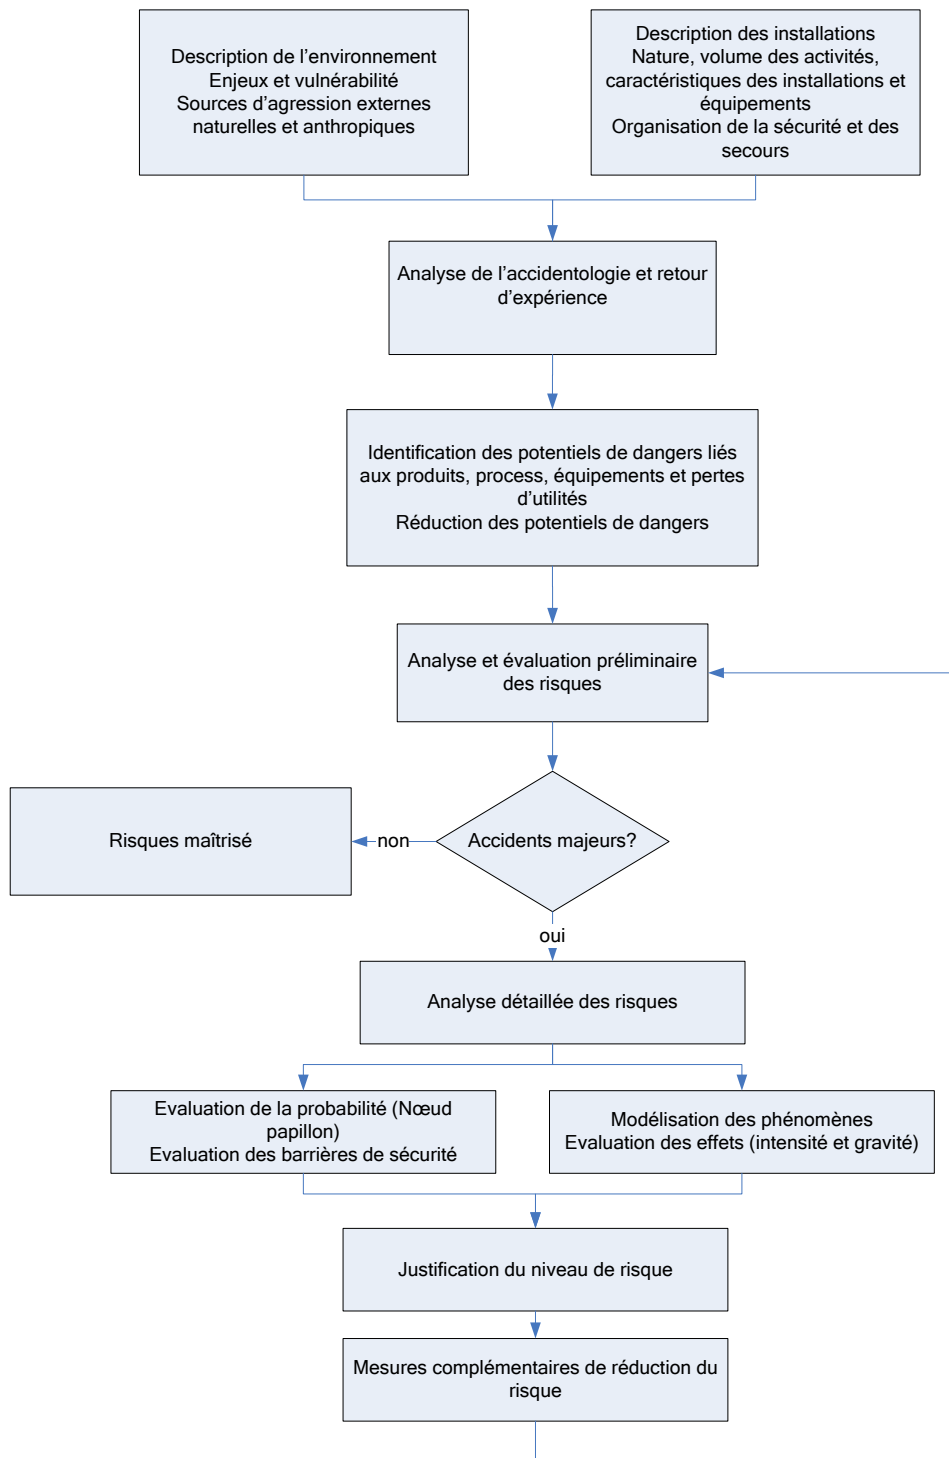 Description de l’environnement
Enjeux et vulnérabilité
Sources d’agression externes
naturelles et anthropiques
Description des installations
Nature, volume des activités,
caractéristiques des installations et
équipements
Organisation de la sécurité et des
secours
Analyse de l’accidentologie et retour
d’expérience
Identification des potentiels de dangers liés
aux produits, process, équipements et pertes
d’utilités
Réduction des potentiels de dangers
Analyse et évaluation préliminaire
des risques
Risques maîtrisé
non
Accidents majeurs?
oui
Analyse détaillée des risques
Evaluation de la probabilité (Nœud
papillon)
Evaluation des barrières de sécurité
Modélisation des phénomènes
Evaluation des effets (intensité et gravité)
Justification du niveau de risque
Mesures complémentaires de réduction du
risque